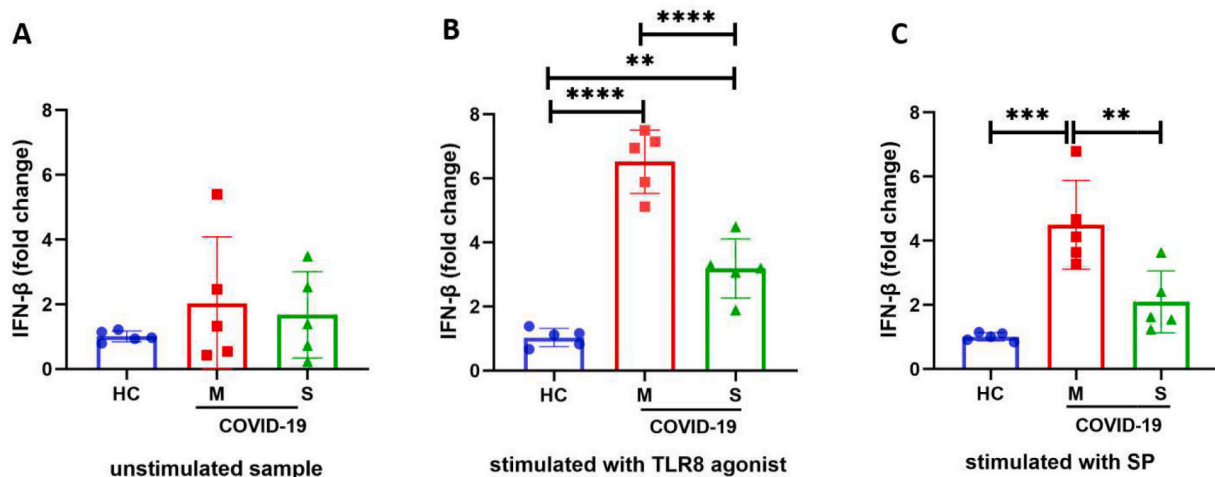 A
IFN-β (fold change)
8
6
4
2
0
HC
M
S
COVID-19
unstimulated sample
B
****
**
****
IFN-β (fold change)
8
6
4
2
0
HC
M
S
COVID-19
stimulated with TLR8 agonist
C
***
**
IFN-β (fold change)
8
6
4
2
0
HC
M
S
COVID-19
stimulated with SP